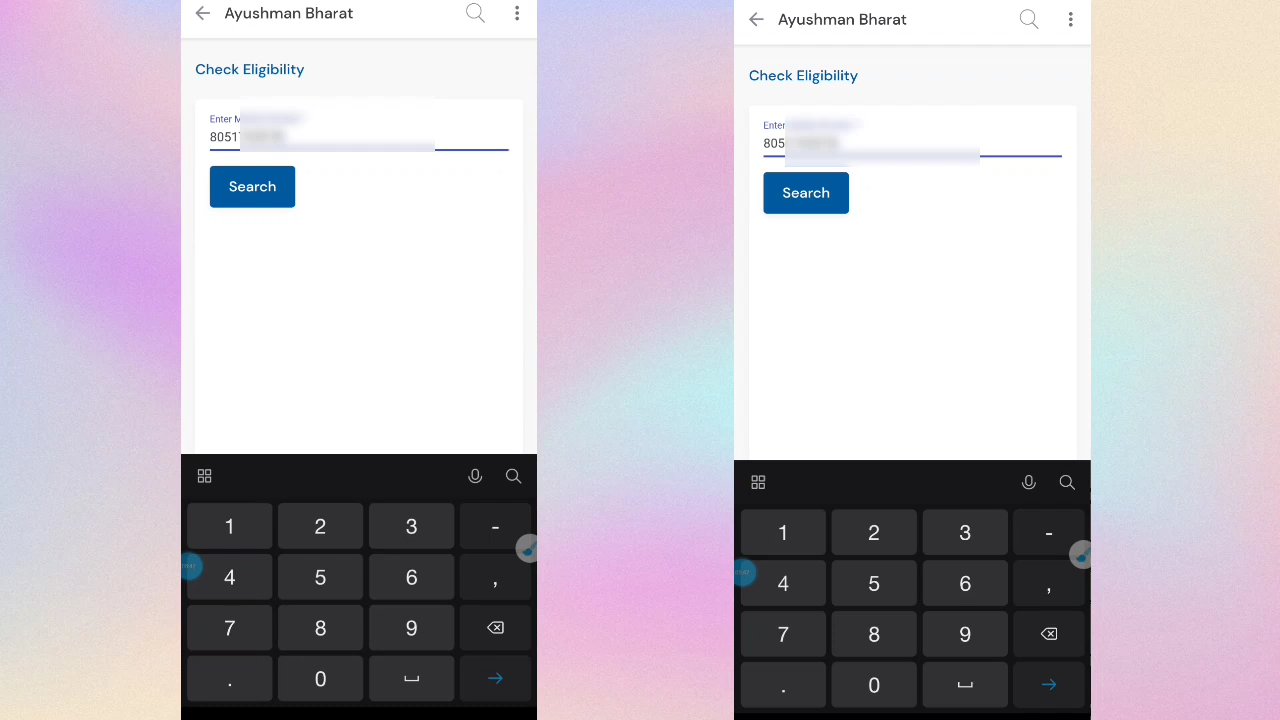 Ayushman Bharat
Check Eligibility
Enter
8051
Search
1 2 3 -
4 5 6 ,
7 8 9
. 0
Ayushman Bharat
Check Eligibility
Enter
805
Search
1 2 3 -
4 5 6 ,
7 8 9
. 0